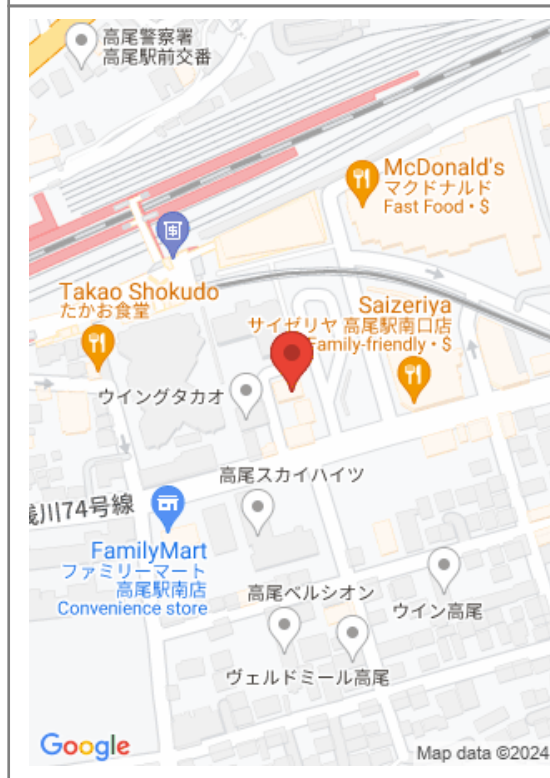 高尾警察署
高尾駅前交番
McDonald's
マクドナルド
Fast Food • $
Takao Shokudo
たかお食堂
Saizeriya
サイゼリヤ 高尾駅南口店
Family-friendly • $
ウイングタカオ
高尾スカイハイツ
浅川74号線
FamilyMart
ファミリーマート
高尾駅南店
Convenience store
高尾ベルシオン
ウイン高尾
ヴェルドミール高尾
Google
Map data ©2024